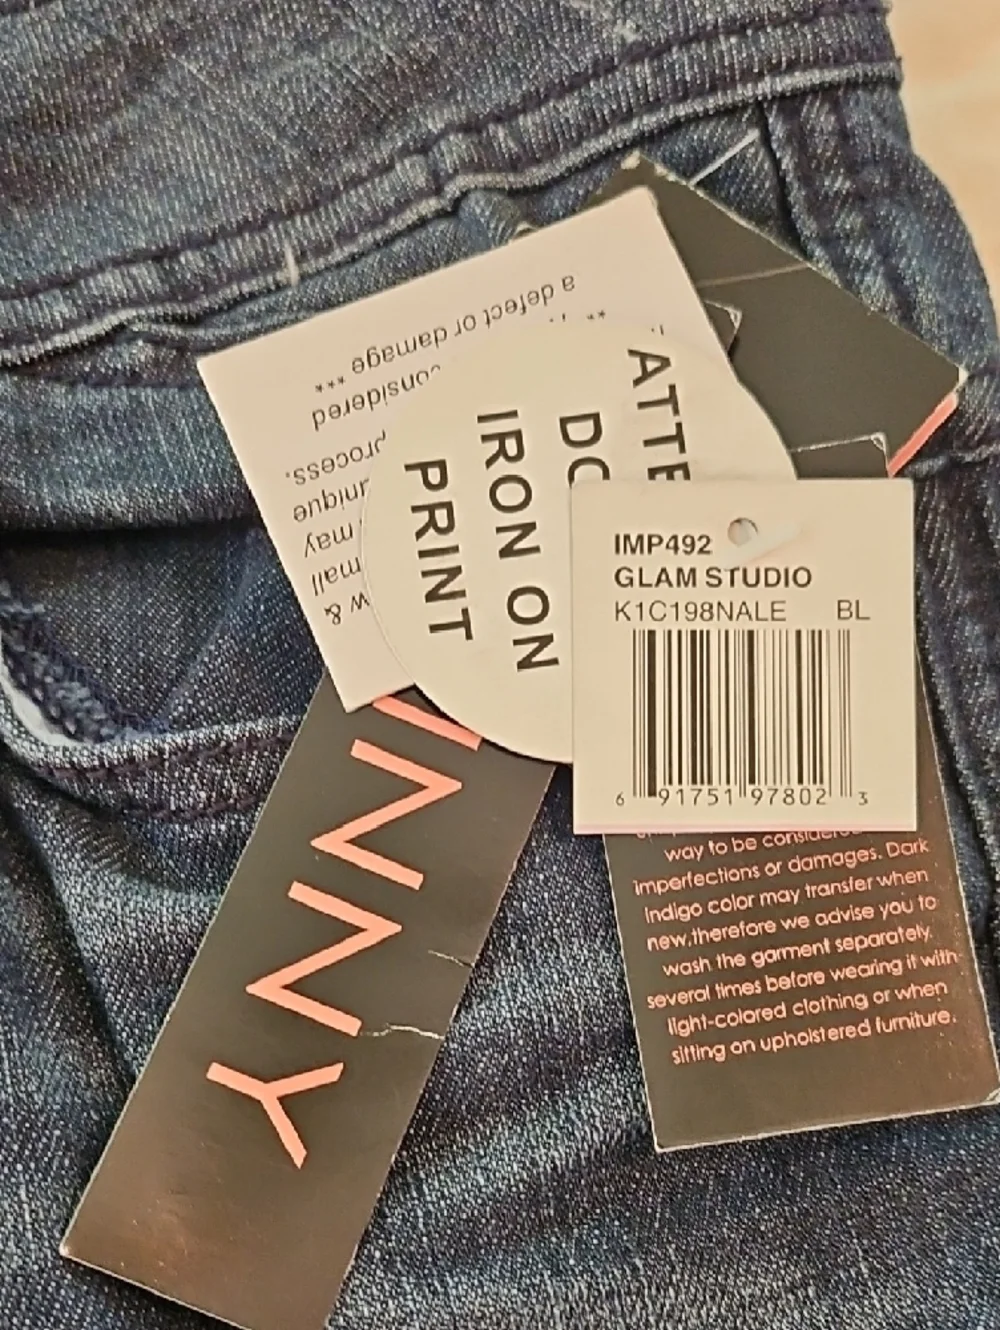 a defect or damage ***
considered
process.
unique
may
mall
w &
ATTE
DO
IRON ON
PRINT
IMP492
GLAM STUDIO
K1C198NALE BL
6 91751 97802 3
INNY
way to be considered
imperfections or damages. Dark
Indigo color may transfer when
new,therefore we advise you to
wash the garment separately
several times before wearing it with
light-colored clothing or when
sitting on upholstered furniture.